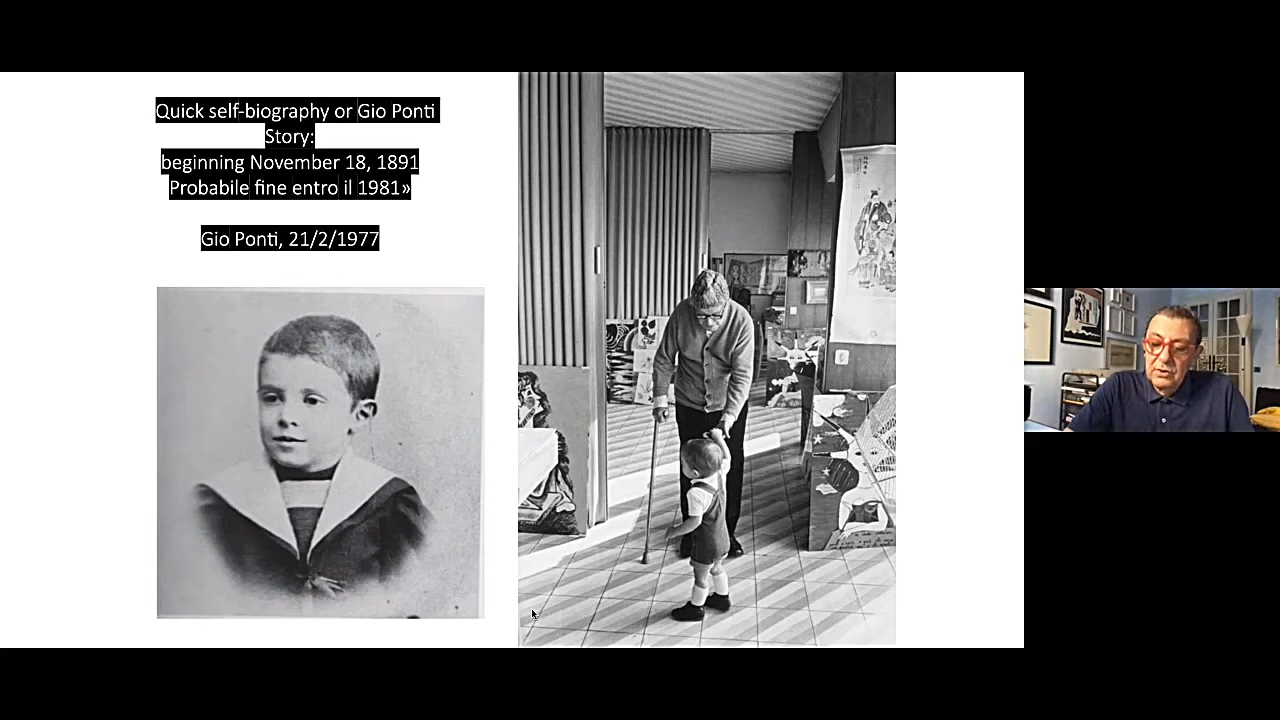 Quick self-biography or Gio Ponti
Story:
beginning November 18, 1891
Probabile fine entro il 1981»
Gio Ponti, 21/2/1977